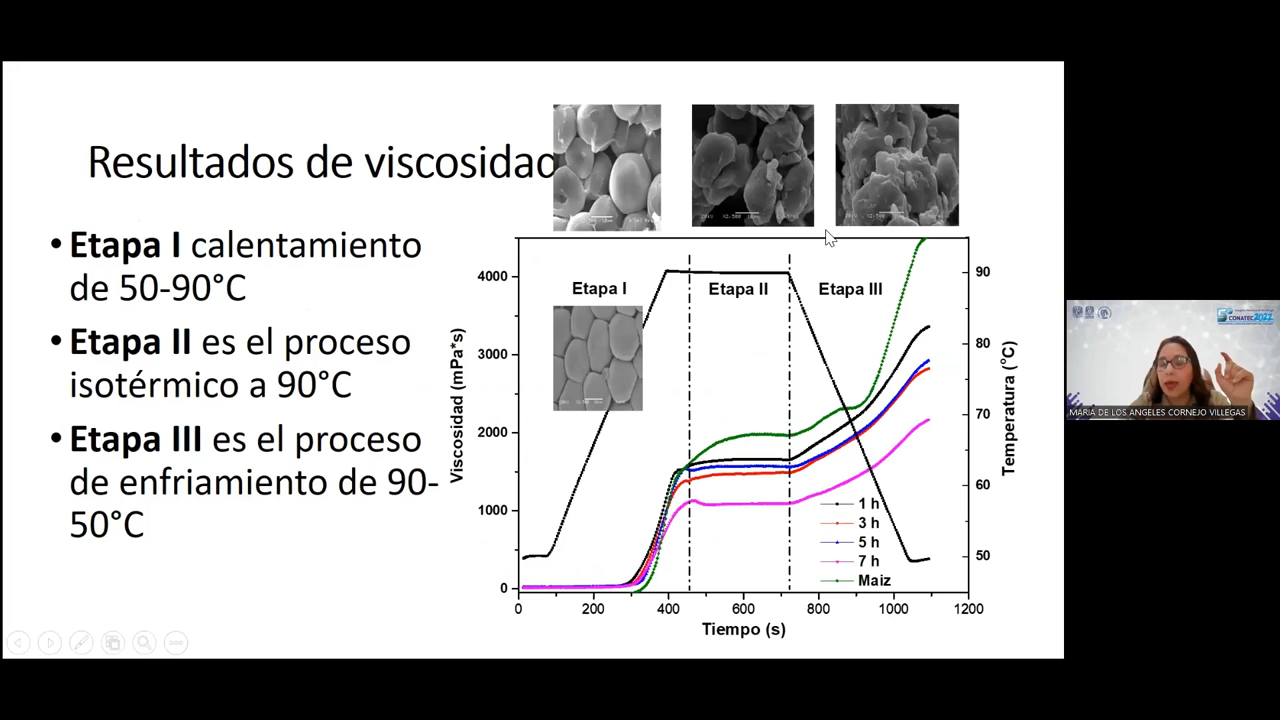 Resultados de viscosidad
• Etapa I calentamiento
de 50-90°C
• Etapa II es el proceso
isotérmico a 90°C
• Etapa III es el proceso
de enfriamiento de 90-
50°C
Etapa I
Etapa II
Etapa III
Viscosidad (mPa*s)
4000
3000
2000
1000
0
0
200
400
600
800
1000
1200
Tiempo (s)
Temperatura (°C)
90
80
70
60
50
1 h
3 h
5 h
7 h
Maiz
CONATEC 2022
MARIA DE LOS ANGELES CORNEJO VILLEGAS